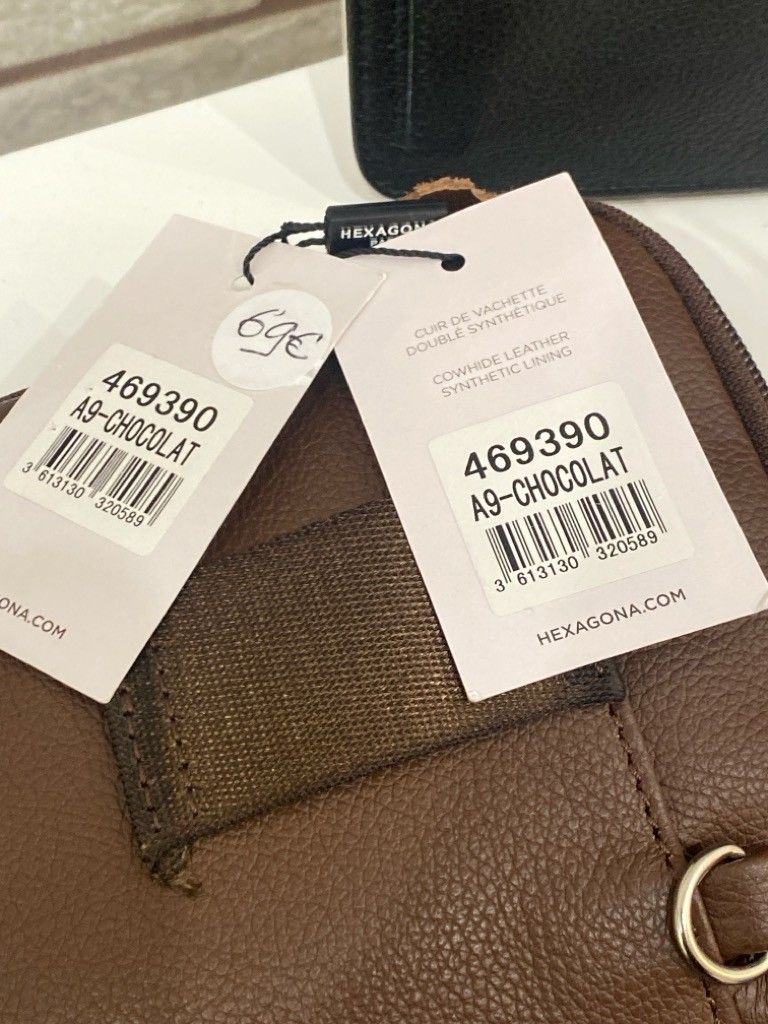 HEXAGONA
69€
469390
A9-CHOCOLAT
3 613130 320589
ONA.COM
CUIR DE VACHETTE
DOUBLÉ SYNTHÉTIQUE
COWHIDE LEATHER
SYNTHETIC LINING
469390
A9-CHOCOLAT
3 613130 320589
HEXAGONA.COM